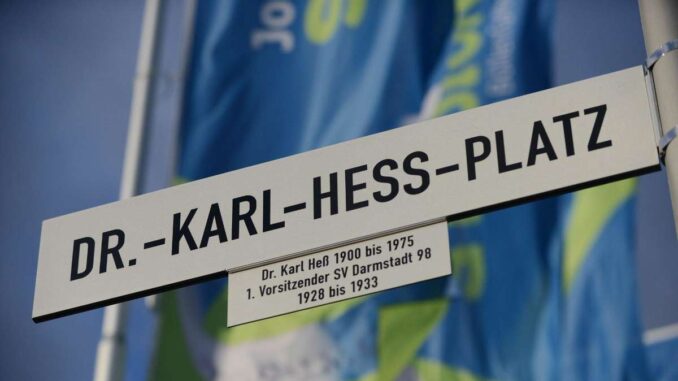 DR.–KARL–HESS–PLATZ
Dr. Karl Heß 1900 bis 1975
1. Vorsitzender SV Darmstadt 98
1928 bis 1933